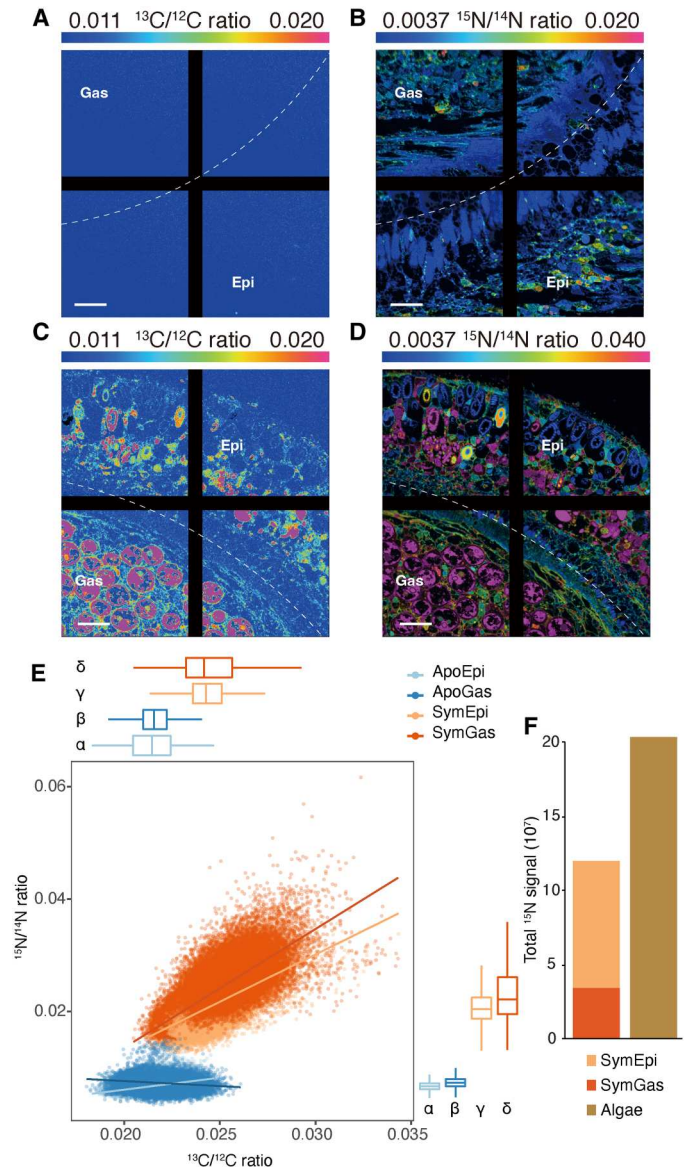 A
0.011 ¹³C/¹²C ratio 0.020
Gas
Epi
B
0.0037 ¹⁵N/¹⁴N ratio 0.020
Gas
Epi
C
0.011 ¹³C/¹²C ratio 0.020
Epi
Gas
D
0.0037 ¹⁵N/¹⁴N ratio 0.040
Epi
Gas
E
δ
γ
β
α
ApoEpi
ApoGas
SymEpi
SymGas
0.06
0.04
0.02
¹⁵N/¹⁴N ratio
0.020 0.025 0.030 0.035
¹³C/¹²C ratio
α β γ δ
F
20
15
10
5
0
Total ¹⁵N signal (10⁷)
SymEpi
SymGas
Algae